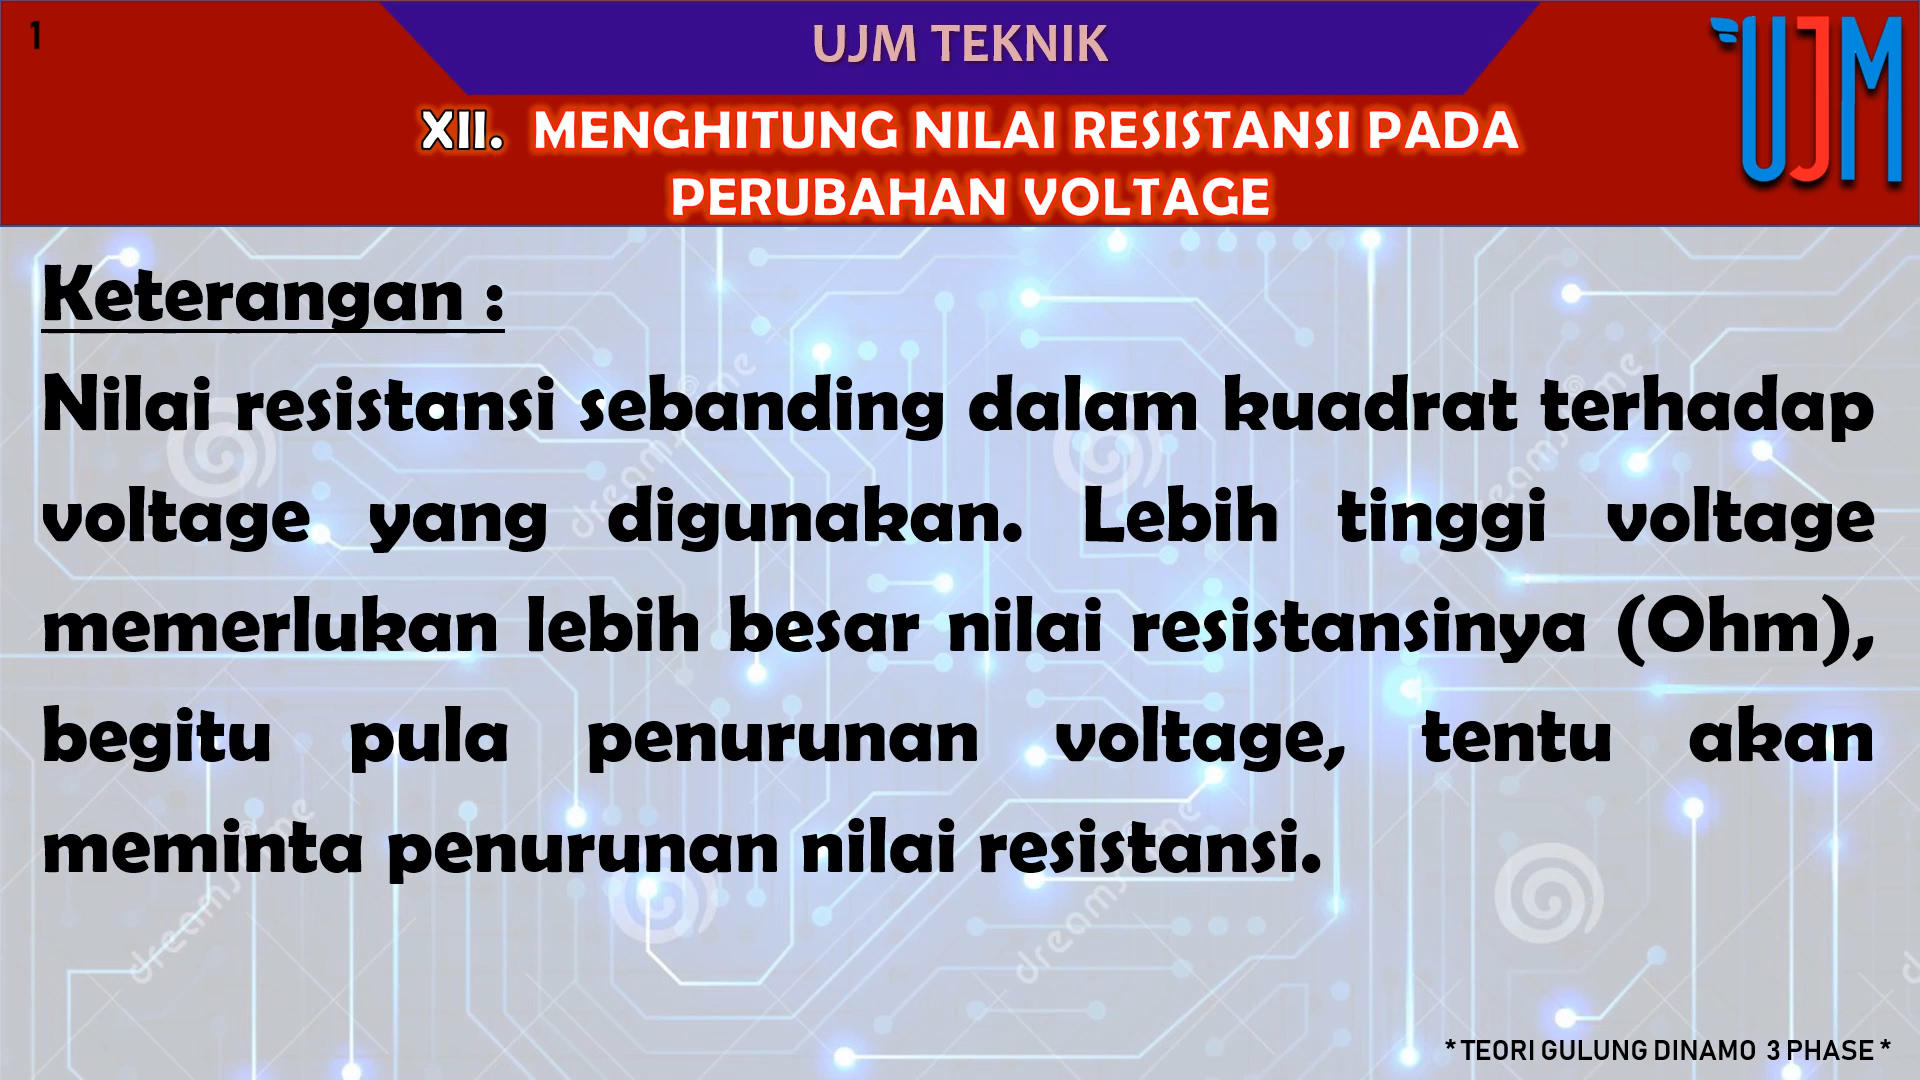 1
UJM TEKNIK
UJM
XII. MENGHITUNG NILAI RESISTANSI PADA
PERUBAHAN VOLTAGE
Keterangan :
Nilai resistansi sebanding dalam kuadrat terhadap
voltage yang digunakan. Lebih tinggi voltage
memerlukan lebih besar nilai resistansinya (Ohm),
begitu pula penurunan voltage, tentu akan
meminta penurunan nilai resistansi.
* TEORI GULUNG DINAMO 3 PHASE *